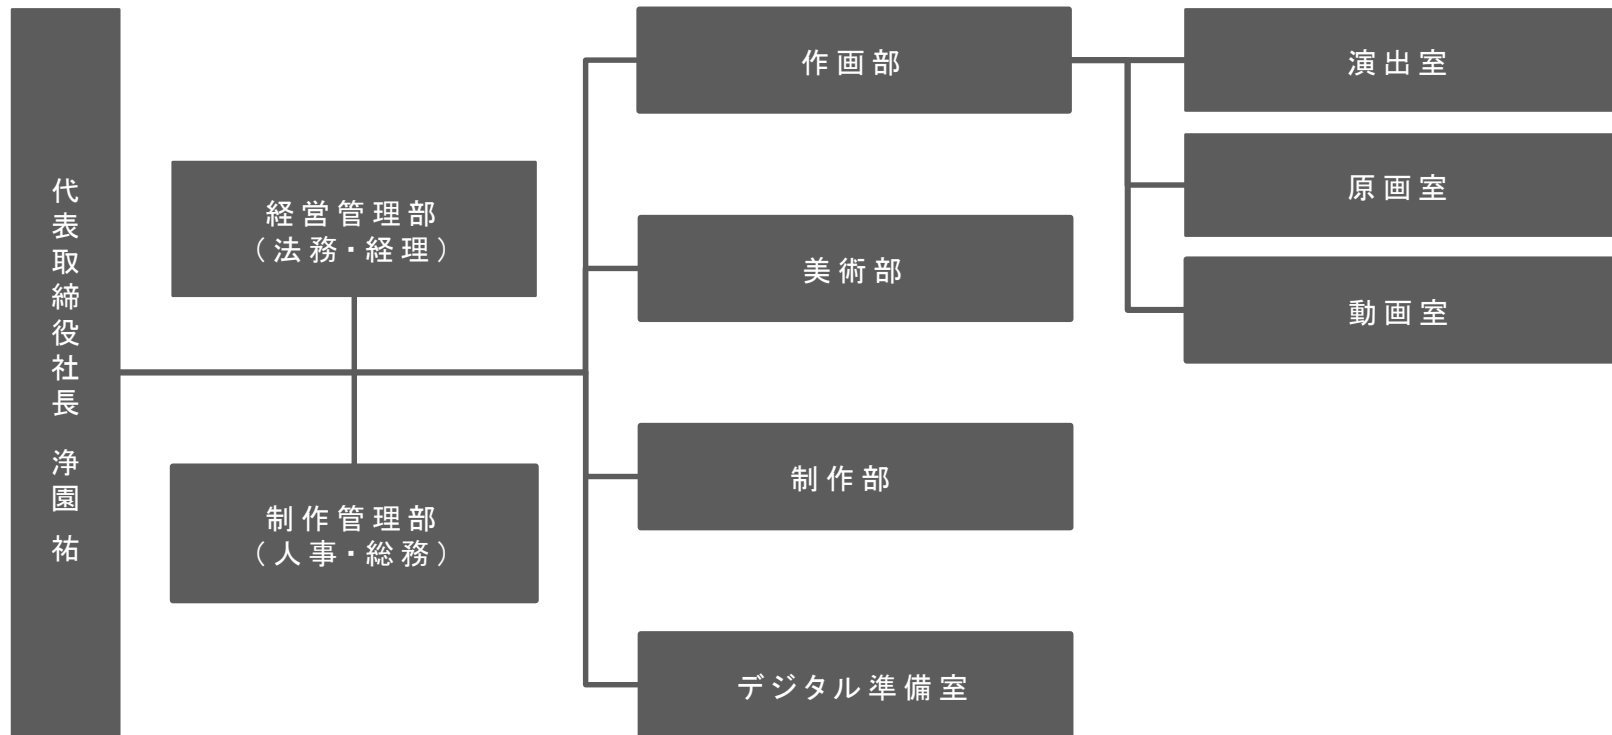 代表取締役社長 浄園 祐
経営管理部
(法務・経理)
制作管理部
(人事・総務)
作画部
美術部
制作部
デジタル準備室
演出室
原画室
動画室